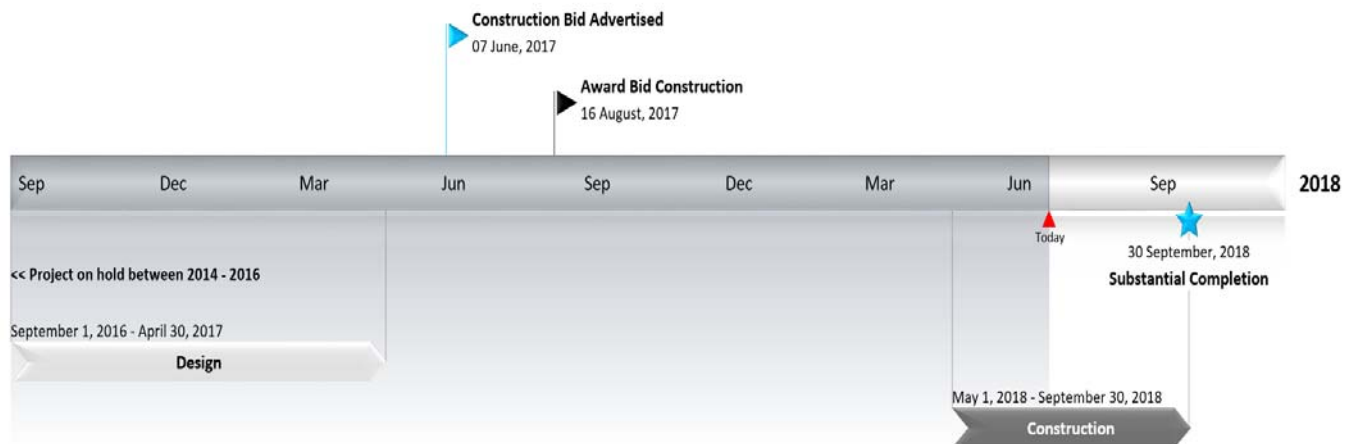 Construction Bid Advertised
07 June, 2017
Award Bid Construction
16 August, 2017
Sep Dec Mar Jun Sep Dec Mar Jun Sep 2018
Today
30 September, 2018
Substantial Completion
<< Project on hold between 2014 - 2016
September 1, 2016 - April 30, 2017
Design
May 1, 2018 - September 30, 2018
Construction